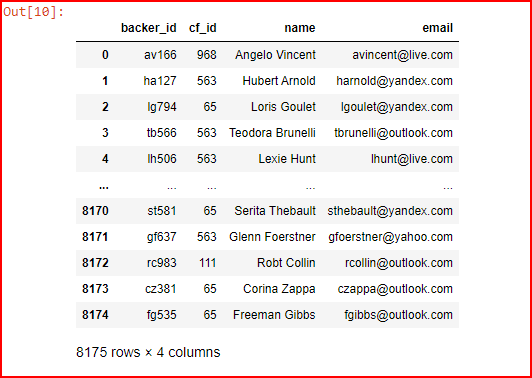 Out[10]:
backer_id cf_id name email
0 av166 968 Angelo Vincent avincent@live.com
1 ha127 563 Hubert Arnold harnold@yandex.com
2 lg794 65 Loris Goulet lgoulet@yandex.com
3 tb566 563 Teodora Brunelli tbrunelli@outlook.com
4 lh506 563 Lexie Hunt lhunt@live.com
... ... ... ... ...
8170 st581 65 Serita Thebault sthebault@yandex.com
8171 gf637 563 Glenn Foerstner gfoerstner@yahoo.com
8172 rc983 111 Robt Collin rcollin@outlook.com
8173 cz381 65 Corina Zappa czappa@outlook.com
8174 fg535 65 Freeman Gibbs fgibbs@outlook.com
8175 rows × 4 columns